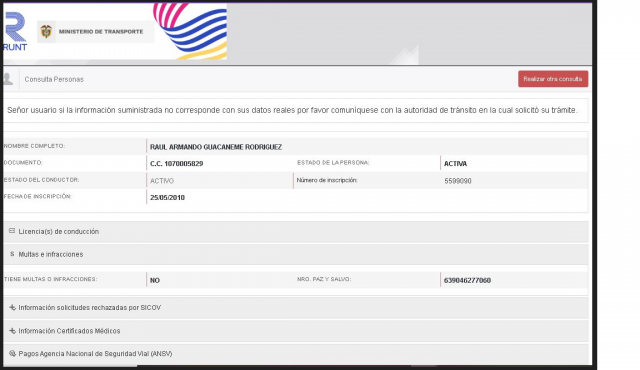 RUNT
MINISTERIO DE TRANSPORTE
Consulta Personas
Realizar otra consulta
Señor usuario si la información suministrada no corresponde con sus datos reales por favor comuníquese con la autoridad de tránsito en la cual solicitó su trámite.
NOMBRE COMPLETO: RAUL ARMANDO GUACANEME RODRIGUEZ
DOCUMENTO: C.C. 1070005829 ESTADO DE LA PERSONA: ACTIVA
ESTADO DEL CONDUCTOR: ACTIVO Número de inscripción: 5599090
FECHA DE INSCRIPCIÓN: 25/05/2010
Licencia(s) de conducción
$ Multas e infracciones
TIENE MULTAS O INFRACCIONES: NO NRO. PAZ Y SALVO: 639046277060
Información solicitudes rechazadas por SICOV
Información Certificados Médicos
Pagos Agencia Nacional de Seguridad Vial (ANSV)